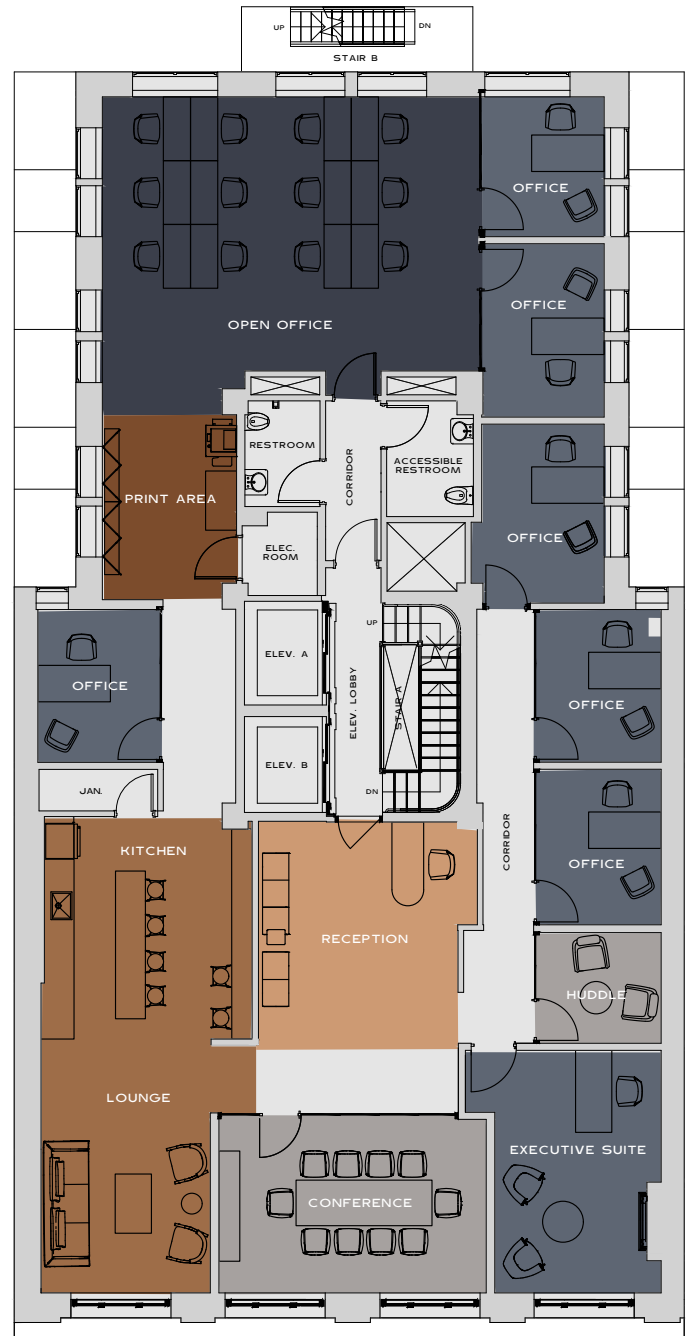 UP
DN
STAIR B
OFFICE
OFFICE
OPEN OFFICE
RESTROOM
CORRIDOR
ACCESSIBLE
RESTROOM
PRINT AREA
OFFICE
ELEC.
ROOM
UP
ELEV. A
OFFICE
ELEV. LOBBY
STAIR A
OFFICE
ELEV. B
JAN.
DN
CORRIDOR
KITCHEN
OFFICE
RECEPTION
HUDDLE
LOUNGE
EXECUTIVE SUITE
CONFERENCE